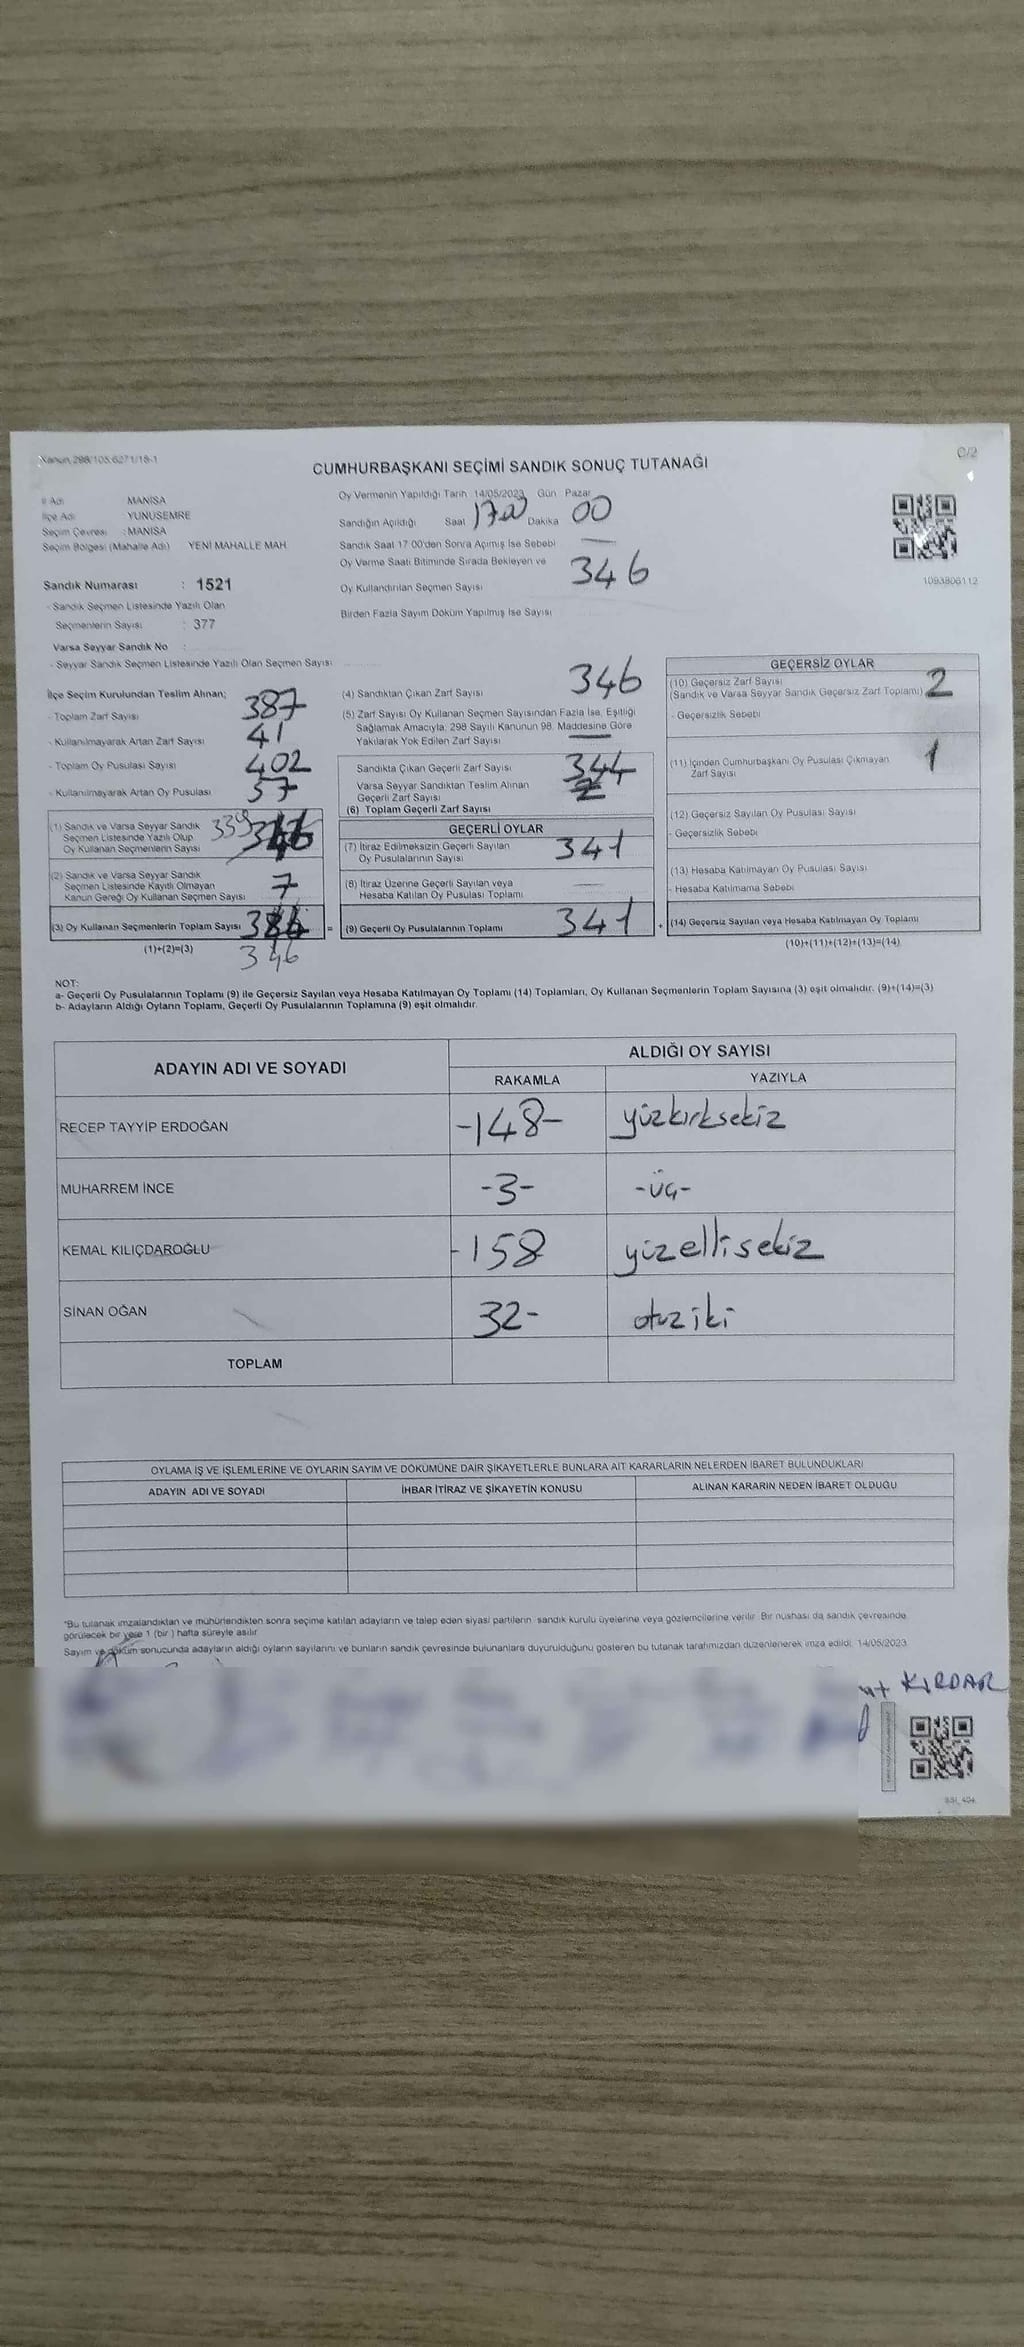 Kanun:298/105:6271/18-1
C/2
CUMHURBAŞKANI SEÇİMİ SANDIK SONUÇ TUTANAĞI
İl Adı MANİSA
İlçe Adı YUNUSEMRE
Seçim Çevresi : MANİSA
Seçim Bölgesi (Mahalle Adı) YENİ MAHALLE MAH.
Sandık Numarası : 1521
- Sandık Seçmen Listesinde Yazılı Olan
Seçmenlerin Sayısı : 377
Varsa Seyyar Sandık No :
- Seyyar Sandık Seçmen Listesinde Yazılı Olan Seçmen Sayısı
Oy Vermenin Yapıldığı Tarih 14/05/2023 Gün Pazar
Sandığın Açıldığı Saat 1700 Dakika 00
Sandık Saat 17:00'den Sonra Açılmış İse Sebebi
Oy Verme Saati Bitiminde Sırada Bekleyen ve
Oy Kullandırılan Seçmen Sayısı 346
Birden Fazla Sayım Döküm Yapılmış İse Sayısı
1093806112
İlçe Seçim Kurulundan Teslim Alınan;
- Toplam Zarf Sayısı 387
- Kullanılmayarak Artan Zarf Sayısı 41
- Toplam Oy Pusulası Sayısı 402
- Kullanılmayarak Artan Oy Pusulası 57
(1) Sandık ve Varsa Seyyar Sandık
Seçmen Listesinde Yazılı Olup
Oy Kullanan Seçmenlerin Sayısı 339
(2) Sandık ve Varsa Seyyar Sandık
Seçmen Listesinde Kayıtlı Olmayan
Kanun Gereği Oy Kullanan Seçmen Sayısı 7
(3) Oy Kullanan Seçmenlerin Toplam Sayısı
(1)+(2)=(3)
346
(4) Sandıktan Çıkan Zarf Sayısı 346
(5) Zarf Sayısı Oy Kullanan Seçmen Sayısından Fazla İse, Eşitliği
Sağlamak Amacıyla; 298 Sayılı Kanunun 98. Maddesine Göre
Yakılarak Yok Edilen Zarf Sayısı
Sandıkta Çıkan Geçerli Zarf Sayısı 344
Varsa Seyyar Sandıktan Teslim Alınan
Geçerli Zarf Sayısı
(6) Toplam Geçerli Zarf Sayısı
GEÇERLİ OYLAR
(7) İtiraz Edilmeksizin Geçerli Sayılan
Oy Pusulalarının Sayısı 341
(8) İtiraz Üzerine Geçerli Sayılan veya
Hesaba Katılan Oy Pusulası Toplamı
= (9) Geçerli Oy Pusulalarının Toplamı 341
GEÇERSİZ OYLAR
(10) Geçersiz Zarf Sayısı
(Sandık ve Varsa Seyyar Sandık Geçersiz Zarf Toplamı) 2
- Geçersizlik Sebebi
(11) İçinden Cumhurbaşkanı Oy Pusulası Çıkmayan
Zarf Sayısı 1
(12) Geçersiz Sayılan Oy Pusulası Sayısı
- Geçersizlik Sebebi
(13) Hesaba Katılmayan Oy Pusulası Sayısı
- Hesaba Katılmama Sebebi
+ (14) Geçersiz Sayılan veya Hesaba Katılmayan Oy Toplamı
(10)+(11)+(12)+(13)=(14)
NOT:
a- Geçerli Oy Pusulalarının Toplamı (9) ile Geçersiz Sayılan veya Hesaba Katılmayan Oy Toplamı (14) Toplamları, Oy Kullanan Seçmenlerin Toplam Sayısına (3) eşit olmalıdır. (9)+(14)=(3)
b- Adayların Aldığı Oyların Toplamı, Geçerli Oy Pusulalarının Toplamına (9) eşit olmalıdır.
ADAYIN ADI VE SOYADI ALDIĞI OY SAYISI
RAKAMLA YAZIYLA
RECEP TAYYİP ERDOĞAN -148- yüzkırksekiz
MUHARREM İNCE -3- -üç-
KEMAL KILIÇDAROĞLU -158 yüzellisekiz
SİNAN OĞAN 32- otuziki
TOPLAM
OYLAMA İŞ VE İŞLEMLERİNE VE OYLARIN SAYIM VE DÖKÜMÜNE DAİR ŞİKAYETLERLE BUNLARA AİT KARARLARIN NELERDEN İBARET BULUNDUKLARI
ADAYIN ADI VE SOYADI İHBAR İTİRAZ VE ŞİKAYETİN KONUSU ALINAN KARARIN NEDEN İBARET OLDUĞU
*Bu tutanak imzalandıktan ve mühürlendikten sonra seçime katılan adayların ve talep eden siyasi partilerin sandık kurulu üyelerine veya gözlemcilerine verilir. Bir nüshası da sandık çevresinde
görülecek bir yere 1 (bir) hafta süreyle asılır.
Sayım ve döküm sonucunda adayların aldığı oyların sayılarını ve bunların sandık çevresinde bulunanlara duyurulduğunu gösteren bu tutanak tarafımızdan düzenlenerek imza edildi. 14/05/2023
KIRDAR